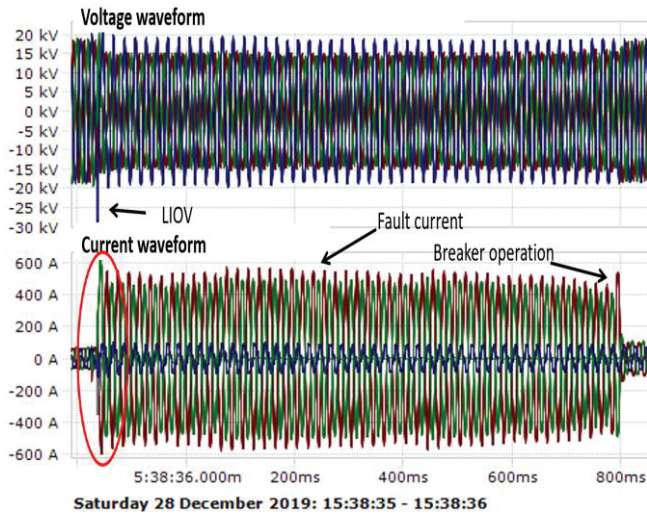 Voltage waveform
20 kV
15 kV
10 kV
5 kV
0 kV
-5 kV
-10 kV
-15 kV
-20 kV
-25 kV
-30 kV
LIOV
Fault current
Current waveform
Breaker operation
600 A
400 A
200 A
0 A
-200 A
-400 A
-600 A
5:38:36.000m 200ms 400ms 600ms 800ms
Saturday 28 December 2019: 15:38:35 - 15:38:36